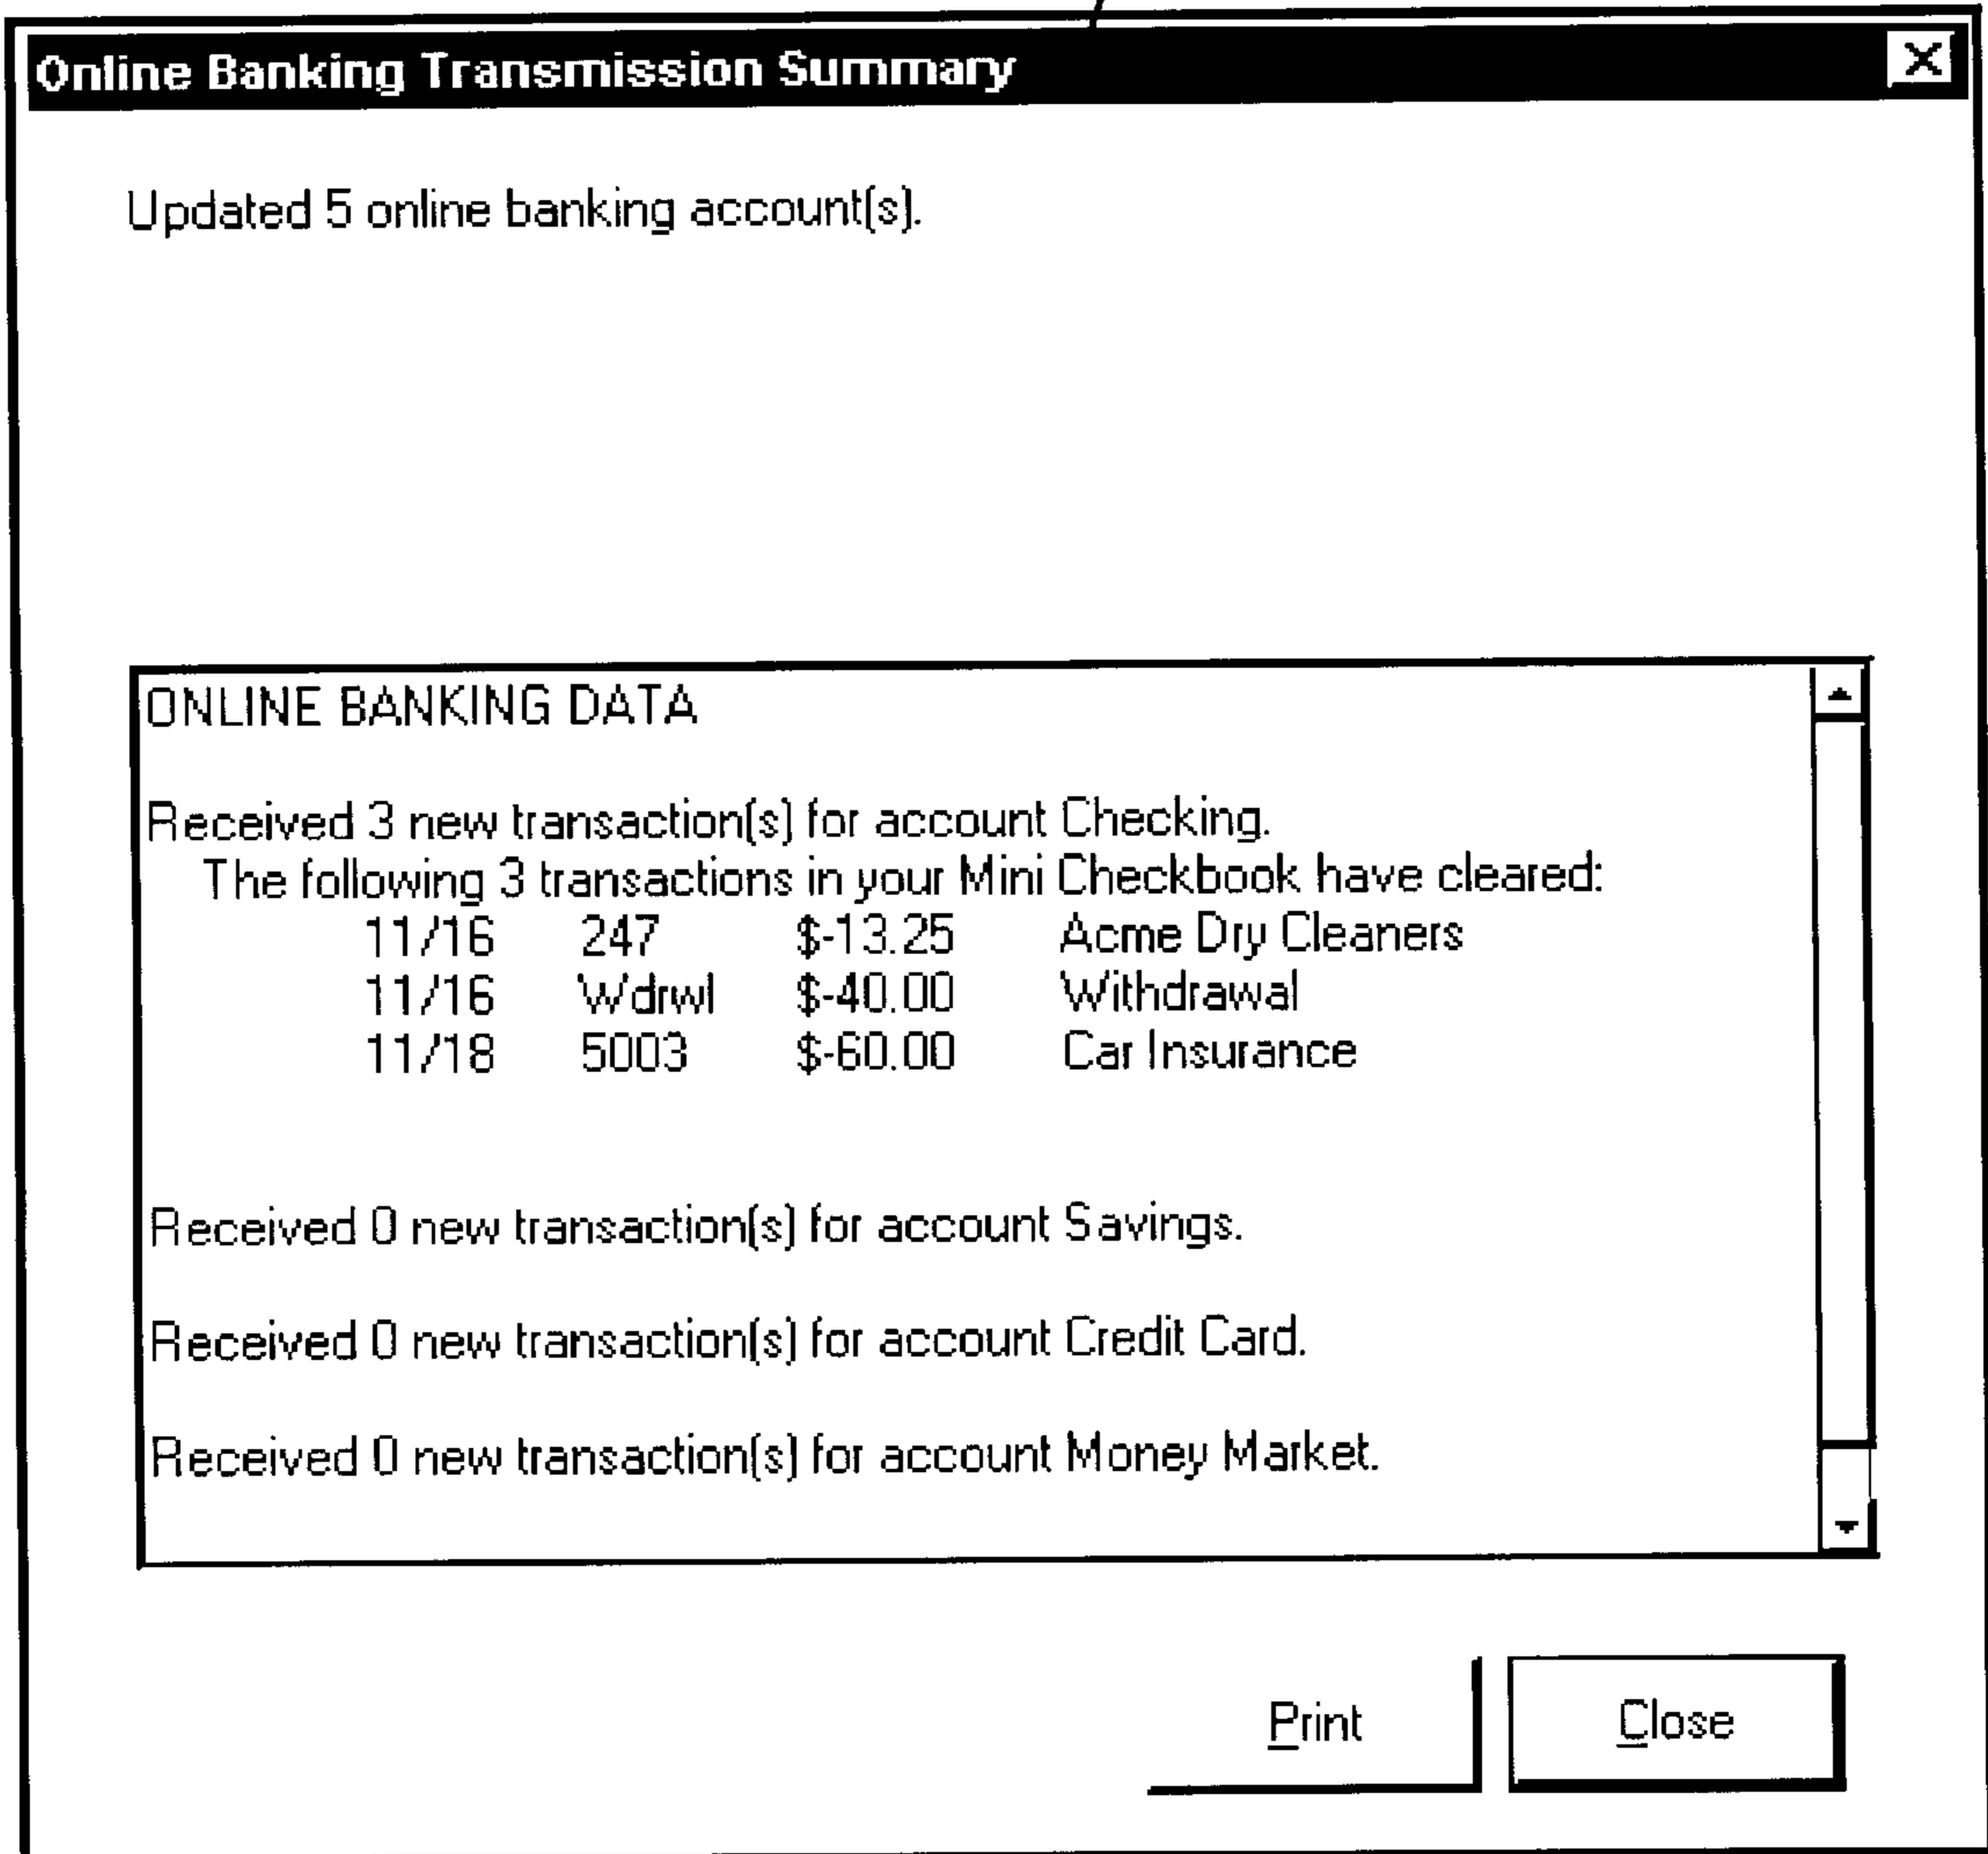 Online Banking Transmission Summary
Updated 5 online banking account(s).
ONLINE BANKING DATA
Received 3 new transaction(s) for account Checking.
The following 3 transactions in your Mini Checkbook have cleared:
11/16 247 $-13.25 Acme Dry Cleaners
11/16 Wdrwl $-40.00 Withdrawal
11/18 5003 $-60.00 Car Insurance
Received 0 new transaction(s) for account Savings.
Received 0 new transaction(s) for account Credit Card.
Received 0 new transaction(s) for account Money Market.
Print Close